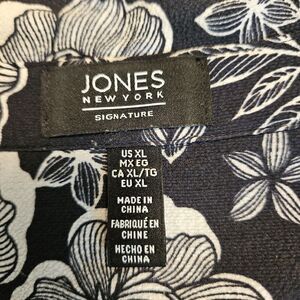 JONES
NEW YORK
SIGNATURE
US XL
MX EG
CA XL/TG
EU XL
MADE IN
CHINA
FABRIQUÉ EN
CHINE
HECHO EN
CHINA